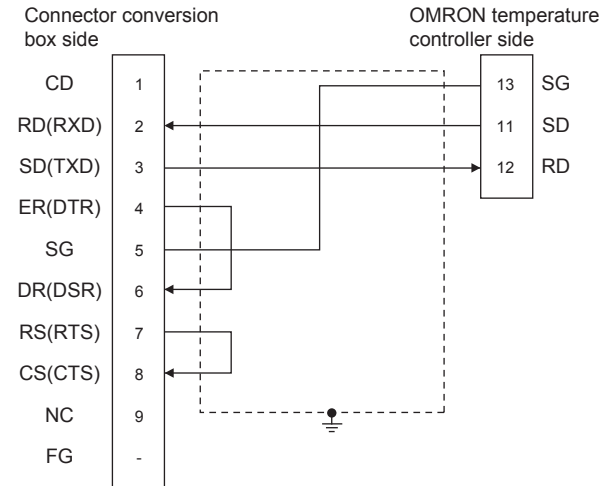 Connector conversion
box side
OMRON temperature
controller side
CD 1
RD(RXD) 2
SD(TXD) 3
ER(DTR) 4
SG 5
DR(DSR) 6
RS(RTS) 7
CS(CTS) 8
NC 9
FG -
13 SG
11 SD
12 RD